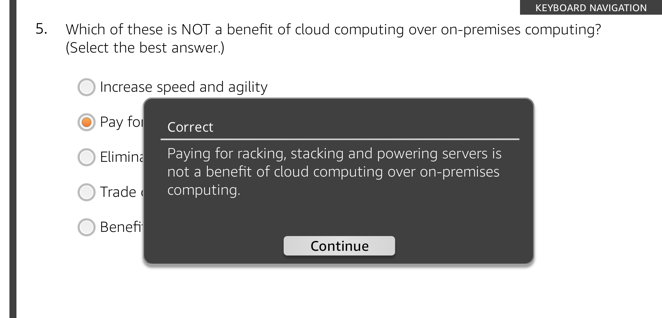 KEYBOARD NAVIGATION
5. Which of these is NOT a benefit of cloud computing over on-premises computing?
(Select the best answer.)
Increase speed and agility
Pay for
Elimina
Trade
Benefi
Correct
Paying for racking, stacking and powering servers is
not a benefit of cloud computing over on-premises
computing.
Continue